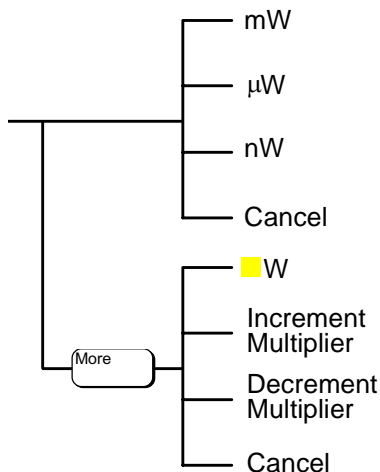 mW
μW
nW
Cancel
W
More
Increment
Multiplier
Decrement
Multiplier
Cancel